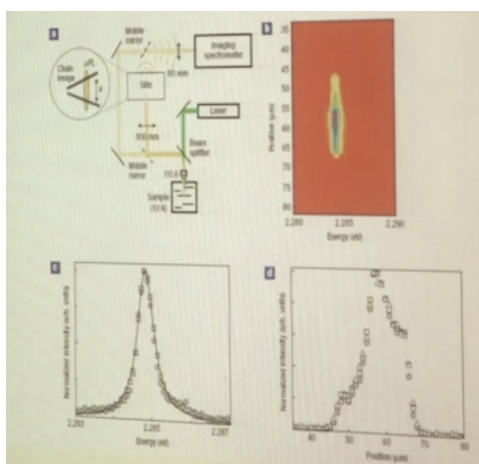 a
Mobile
mirror
Imaging
spectrometer
Chain
image
μPL
Slits
80 mm
Laser
Beam
splitter
Mobile
mirror
Sample
(10 K)
b
Position (μm)
35
40
45
50
55
60
65
70
75
80
2.280
2.285
2.290
Energy (eV)
c
Normalized intensity (arb. units)
2.283
2.285
2.287
Energy (eV)
d
Normalized intensity (arb. units)
40
50
60
70
80
Position (μm)